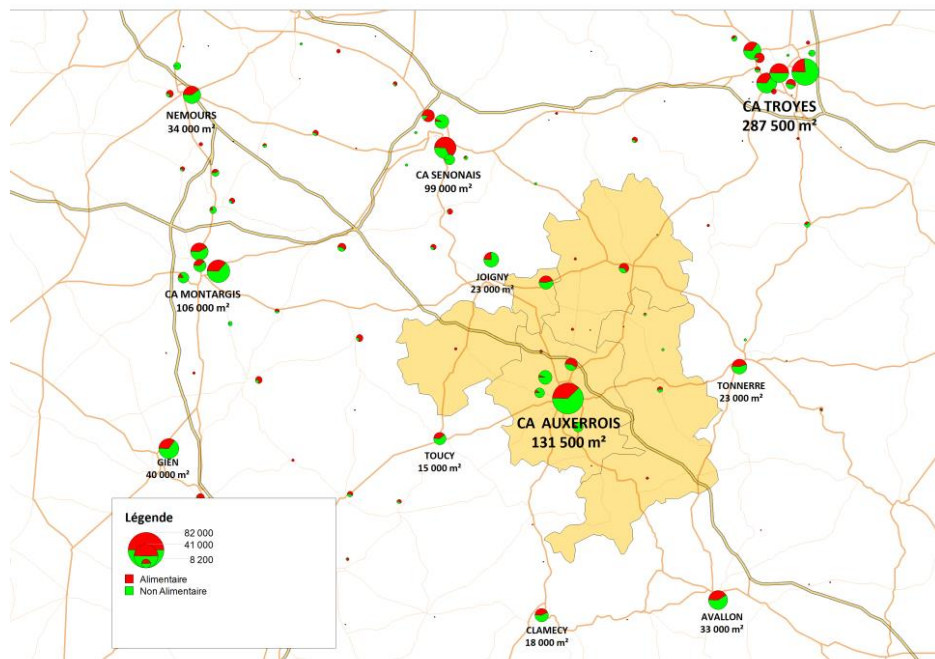 NEMOURS
34 000 m²
CA TROYES
287 500 m²
CA SENONAIS
99 000 m²
JOIGNY
23 000 m²
CA MONTARGIS
106 000 m²
TONNERRE
23 000 m²
CA AUXERROIS
131 500 m²
TOUCY
15 000 m²
GIEN
40 000 m²
Légende
82 000
41 000
8 200
Alimentaire
Non Alimentaire
AVALLON
33 000 m²
CLAMECY
18 000 m²